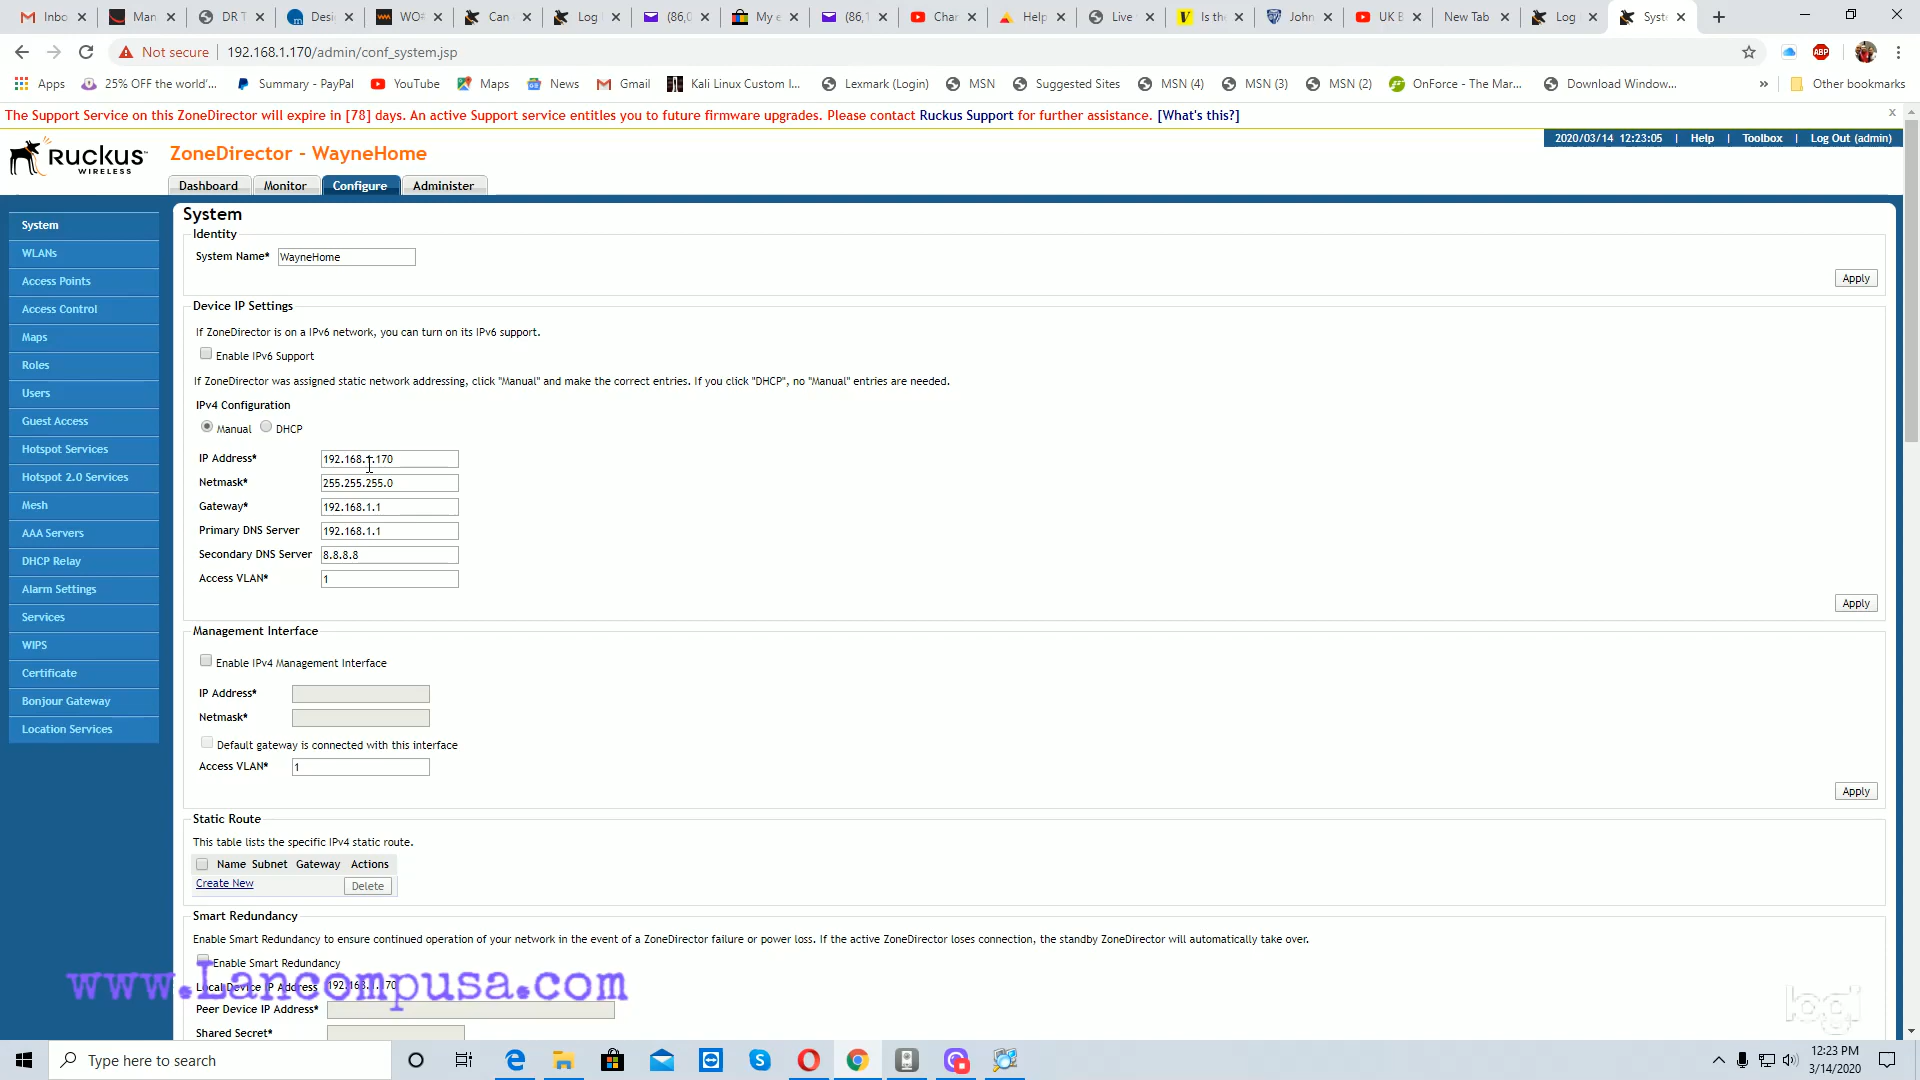 Inbo
Man
DR T
Desi
WO#
Can
Log
(86,0
My e
(86,1
Char
Help
Live
Is the
John
UK B
New Tab
Log
Syst
Not secure
192.168.1.170/admin/conf_system.jsp
ABP
Apps
25% OFF the world'...
Summary - PayPal
YouTube
Maps
News
Gmail
Kali Linux Custom I...
Lexmark (Login)
MSN
Suggested Sites
MSN (4)
MSN (3)
MSN (2)
OnForce - The Mar...
Download Window...
»
Other bookmarks
The Support Service on this ZoneDirector will expire in [78] days. An active Support service entitles you to future firmware upgrades. Please contact Ruckus Support for further assistance. [What's this?]
x
2020/03/14 12:23:05 | Help | Toolbox | Log Out (admin)
Ruckus
WIRELESS
ZoneDirector - WayneHome
Dashboard
Monitor
Configure
Administer
System
WLANs
Access Points
Access Control
Maps
Roles
Users
Guest Access
Hotspot Services
Hotspot 2.0 Services
Mesh
AAA Servers
DHCP Relay
Alarm Settings
Services
WIPS
Certificate
Bonjour Gateway
Location Services
System
Identity
System Name* WayneHome
Apply
Device IP Settings
If ZoneDirector is on a IPv6 network, you can turn on its IPv6 support.
Enable IPv6 Support
If ZoneDirector was assigned static network addressing, click "Manual" and make the correct entries. If you click "DHCP", no "Manual" entries are needed.
IPv4 Configuration
Manual DHCP
IP Address* 192.168.1.170
Netmask* 255.255.255.0
Gateway* 192.168.1.1
Primary DNS Server 192.168.1.1
Secondary DNS Server 8.8.8.8
Access VLAN* 1
Apply
Management Interface
Enable IPv4 Management Interface
IP Address*
Netmask*
Default gateway is connected with this interface
Access VLAN* 1
Apply
Static Route
This table lists the specific IPv4 static route.
Name Subnet Gateway Actions
Create New
Delete
Smart Redundancy
Enable Smart Redundancy to ensure continued operation of your network in the event of a ZoneDirector failure or power loss. If the active ZoneDirector loses connection, the standby ZoneDirector will automatically take over.
Enable Smart Redundancy
Local Device IP Address 192.168.1.170
www.Lancompusa.com
Peer Device IP Address*
Shared Secret*
logi
Type here to search
12:23 PM
3/14/2020